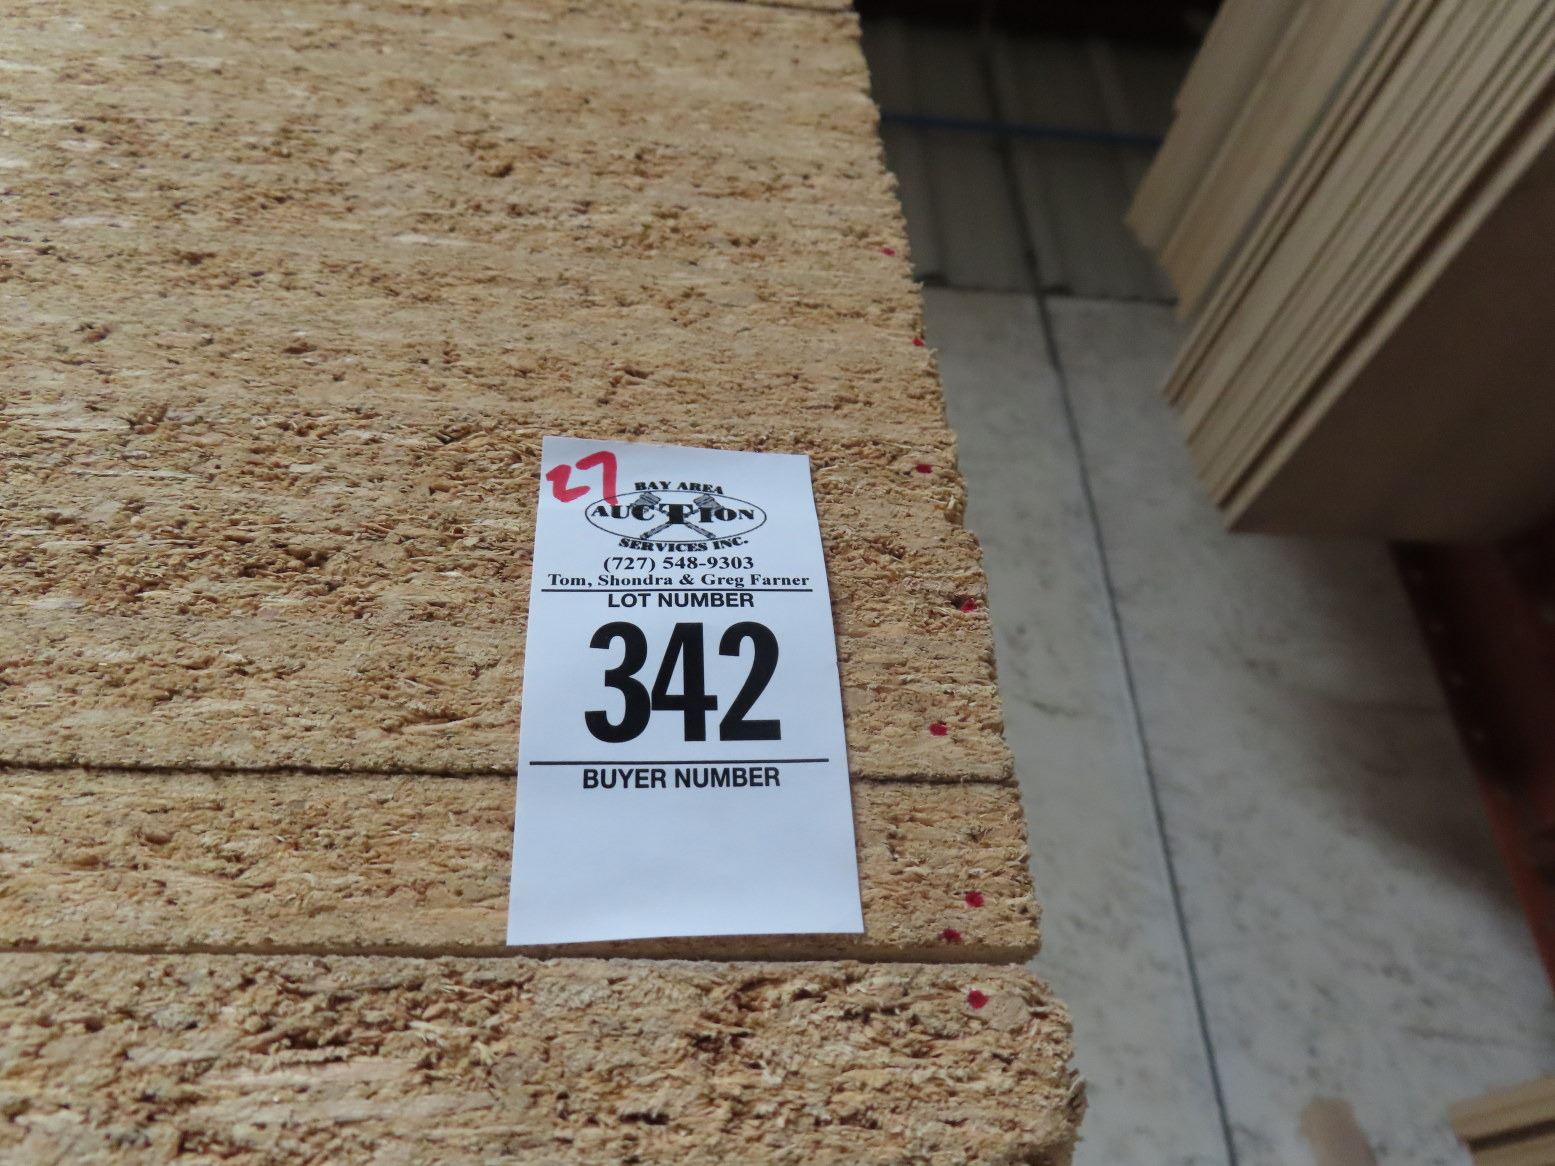 27
BAY AREA
AUCTION
SERVICES INC.
(727) 548-9303
Tom, Shondra & Greg Farner
LOT NUMBER
342
BUYER NUMBER